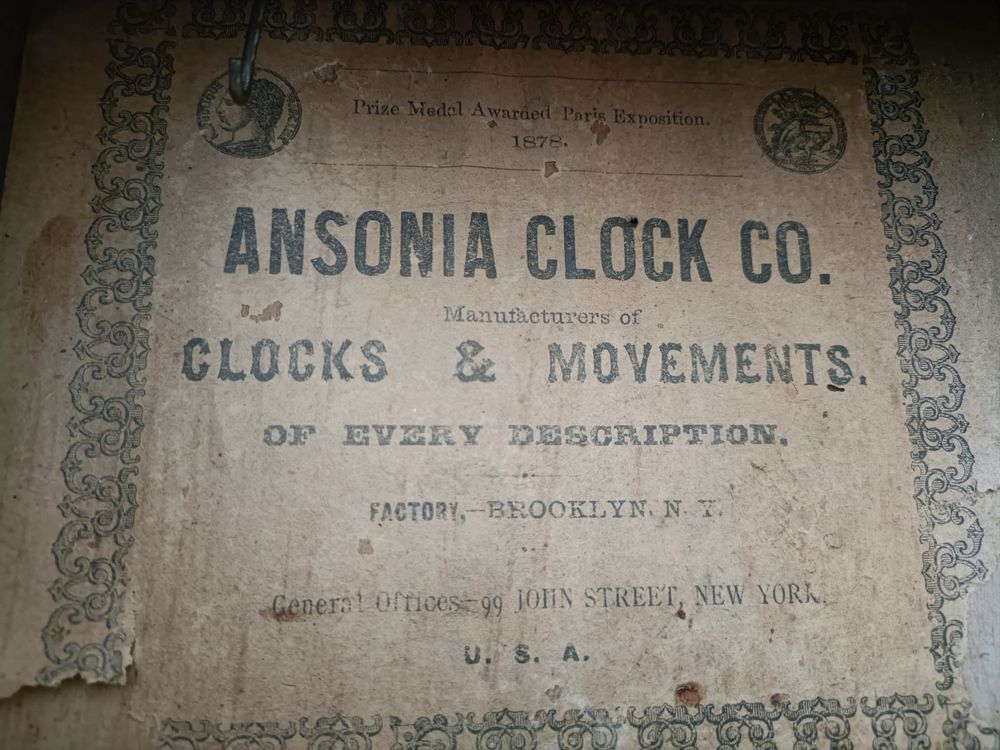 Prize Medal Awarded Paris Exposition.
1878.
ANSONIA CLOCK CO.
Manufacturers of
CLOCKS & MOVEMENTS.
OF EVERY DESCRIPTION.
FACTORY,—BROOKLYN. N. Y.
General Offices—99 JOHN STREET, NEW YORK.
U. S. A.